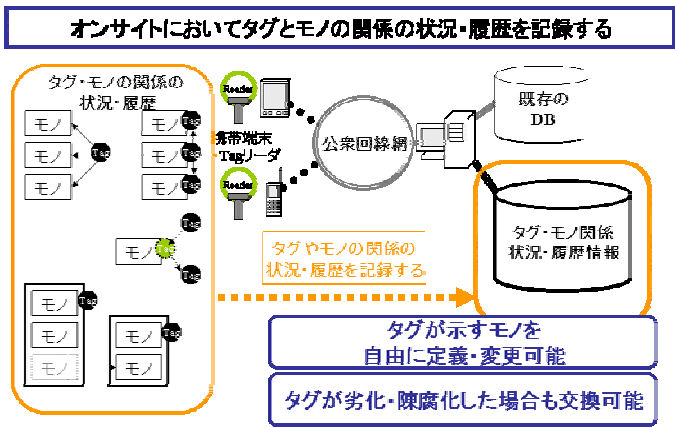 オンサイトにおいてタグとモノの関係の状況・履歴を記録する
タグ・モノの関係の
状況・履歴
モノ
モノ
モノ
Tag
モノ
Tag
モノ
モノ
Tag
Tag
モノ
Tag
Tag
モノ
Tag
モノ
モノ
モノ
Tag
モノ
Reader
携帯端末
Tagリーダ
Reader
公衆回線網
既存の
DB
タグ・モノ関係
状況・履歴情報
タグやモノの関係の
状況・履歴を記録する
タグが示すモノを
自由に定義・変更可能
タグが劣化・陳腐化した場合も交換可能